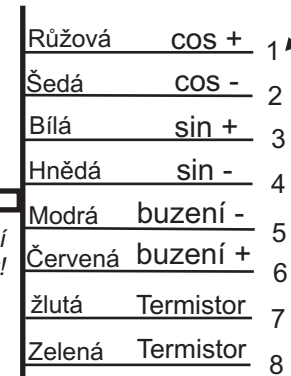 Růžová cos + 1
Šedá cos - 2
Bílá sin + 3
Hnědá sin - 4
Modrá buzení - 5
í
Červená buzení + 6
!
žlutá Termistor 7
Zelená Termistor 8